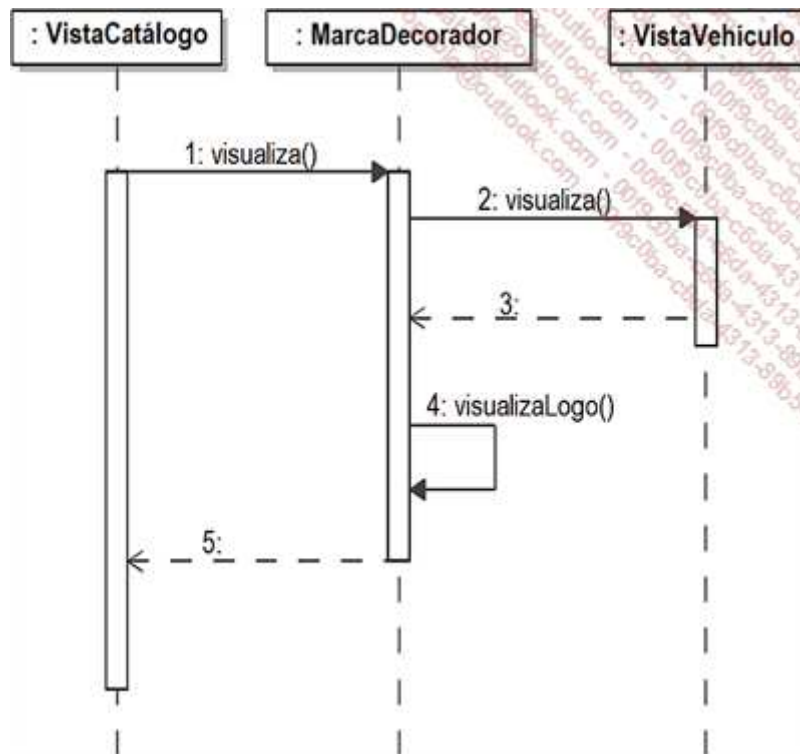 : VistaCatálogo
: MarcaDecorador
: VistaVehiculo
1: visualiza()
2: visualiza()
3:
4: visualizaLogo()
5: